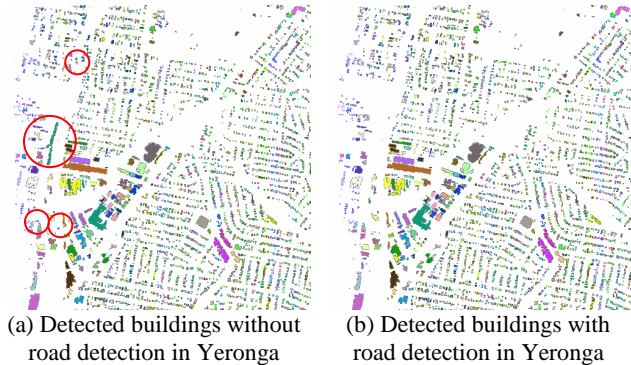 (a) Detected buildings without
road detection in Yeronga
(b) Detected buildings with
road detection in Yeronga